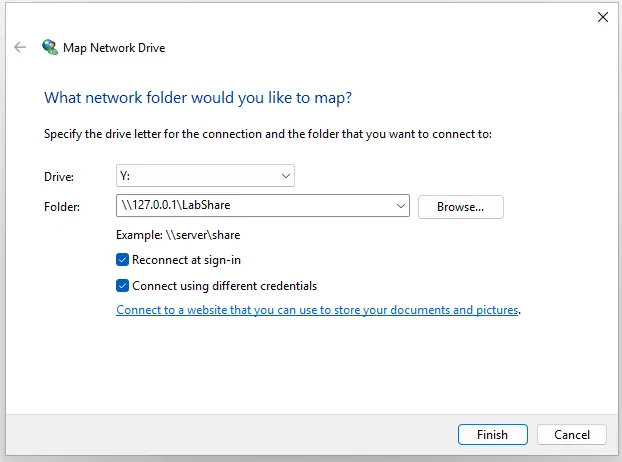 Map Network Drive
What network folder would you like to map?
Specify the drive letter for the connection and the folder that you want to connect to:
Drive: Y:
Folder: \\127.0.0.1\LabShare Browse...
Example: \\server\share
Reconnect at sign-in
Connect using different credentials
Connect to a website that you can use to store your documents and pictures.
Finish Cancel